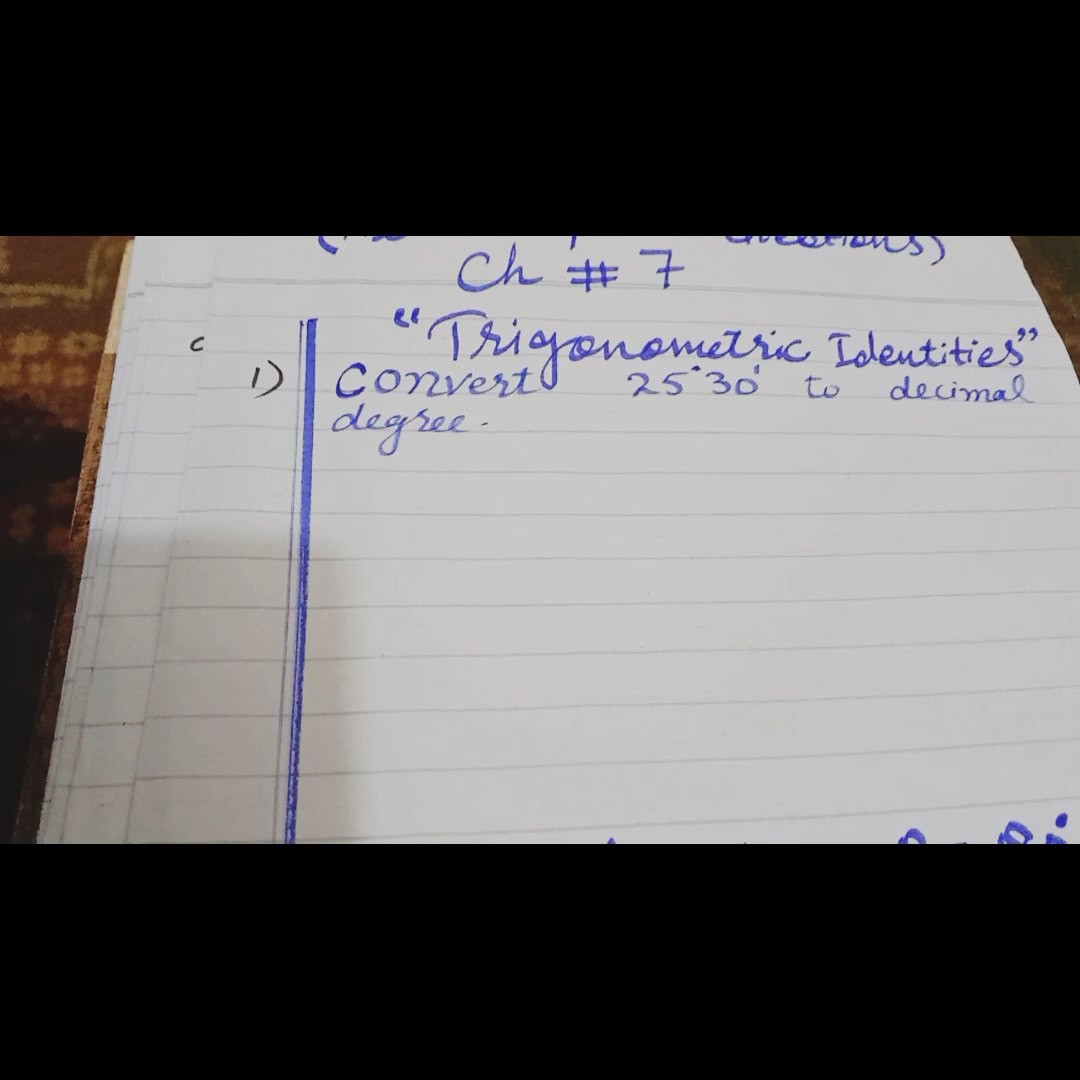 Ch # 7
"Trigonometric Identities"
1) Convert 25°30' to decimal
degree.